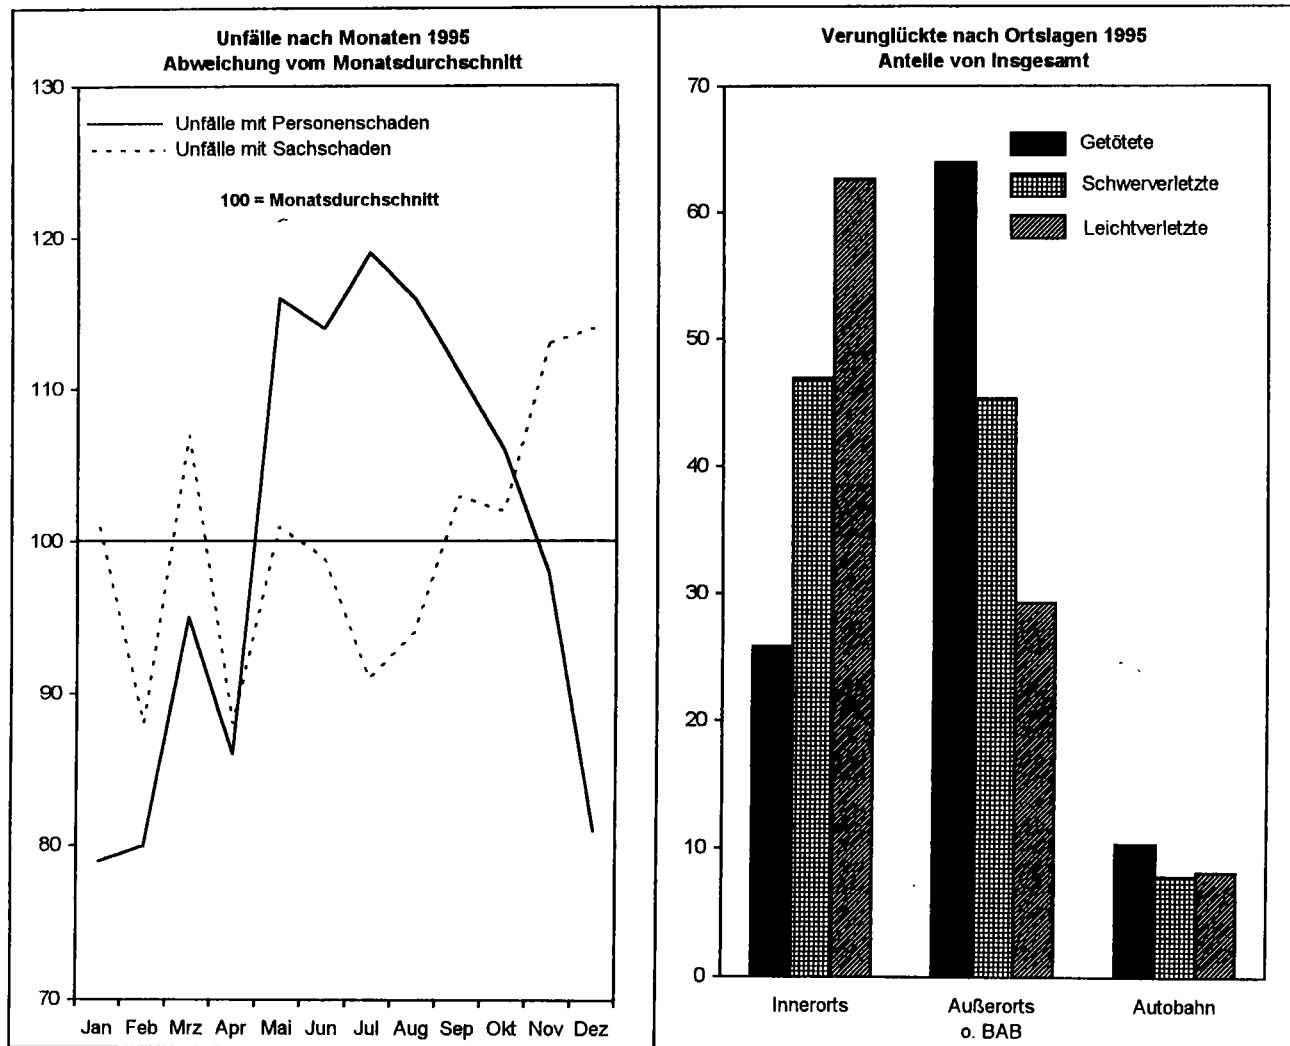 Unfälle nach Monaten 1995
Abweichung vom Monatsdurchschnitt
130
Unfälle mit Personenschaden
Unfälle mit Sachschaden
100 = Monatsdurchschnitt
120
110
100
90
80
70
Jan Feb Mrz Apr Mai Jun Jul Aug Sep Okt Nov Dez
Verunglückte nach Ortslagen 1995
Anteile von Insgesamt
70
Getötete
Schwerverletzte
Leichtverletzte
60
50
40
30
20
10
0
Innerorts Außerorts Autobahn
o. BAB